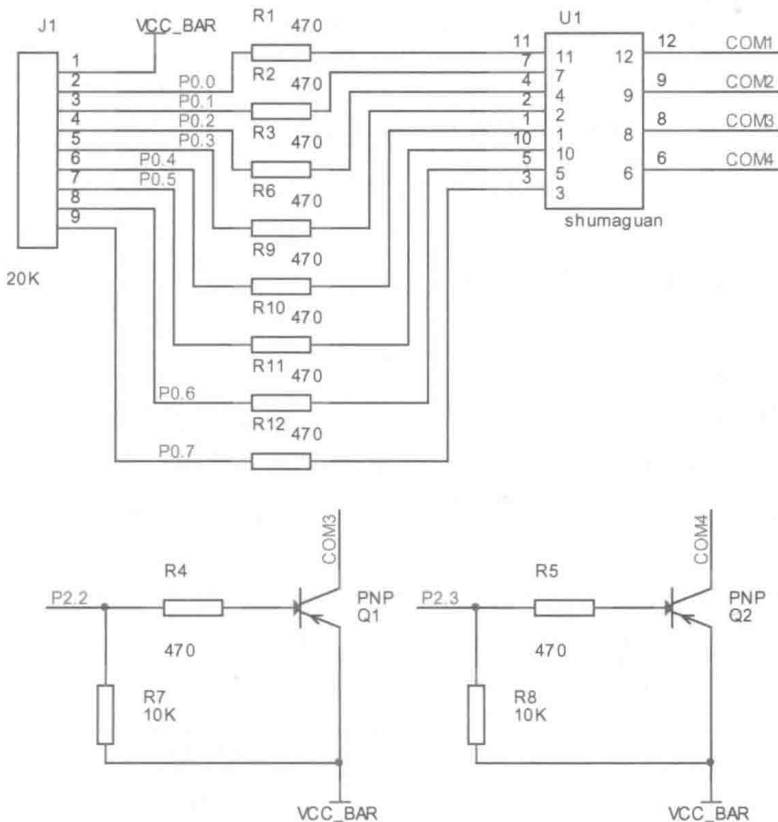 J1
VCC_BAR
R1
470
U1
1
2
3
4
5
6
7
8
9
20K
P0.0
P0.1
P0.2
P0.3
P0.4
P0.5
P0.6
P0.7
R2
470
R3
470
R6
470
R9
470
R10
470
R11
470
R12
470
11
7
4
2
1
10
5
3
11
7
4
2
1
10
5
3
12
9
8
6
12
9
8
6
COM1
COM2
COM3
COM4
shumaguan
COM3
P2.2
R4
470
PNP
Q1
R7
10K
VCC_BAR
COM4
P2.3
R5
470
PNP
Q2
R8
10K
VCC_BAR